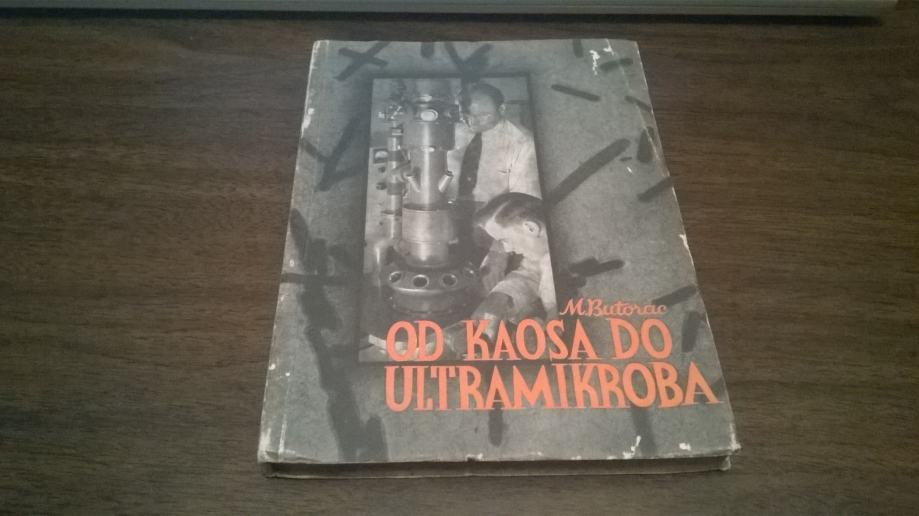 M. Butorac
OD KAOSA DO
ULTRAMIKROBA